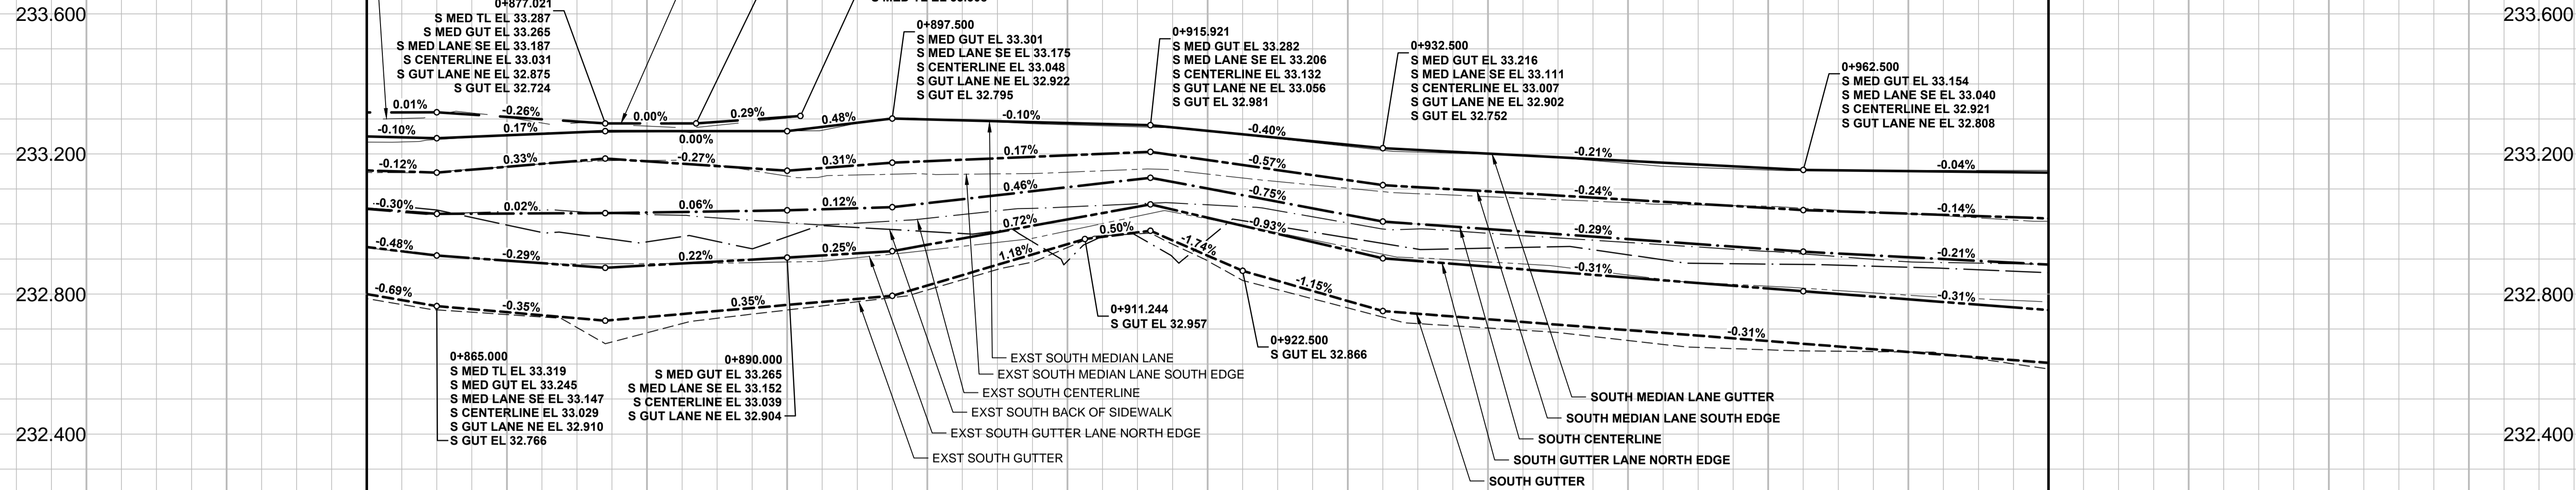 233.600
233.600
0+877.021
S MED TL EL 33.287
S MED GUT EL 33.265
S MED LANE SE EL 33.187
S CENTERLINE EL 33.031
S GUT LANE NE EL 32.875
S GUT EL 32.724
0+897.500
S MED GUT EL 33.301
S MED LANE SE EL 33.175
S CENTERLINE EL 33.048
S GUT LANE NE EL 32.922
S GUT EL 32.795
0+915.921
S MED GUT EL 33.282
S MED LANE SE EL 33.206
S CENTERLINE EL 33.132
S GUT LANE NE EL 33.056
S GUT EL 32.981
0+932.500
S MED GUT EL 33.216
S MED LANE SE EL 33.111
S CENTERLINE EL 33.007
S GUT LANE NE EL 32.902
S GUT EL 32.752
0+962.500
S MED GUT EL 33.154
S MED LANE SE EL 33.040
S CENTERLINE EL 32.921
S GUT LANE NE EL 32.808
0.01%
-0.26%
0.00%
0.29%
-0.10%
0.17%
0.00%
0.48%
-0.10%
-0.40%
-0.21%
-0.04%
233.200
233.200
-0.12%
0.33%
-0.27%
0.31%
0.17%
-0.57%
-0.24%
-0.14%
-0.30%
0.02%
0.06%
0.12%
0.46%
-0.75%
-0.29%
-0.21%
-0.48%
-0.29%
0.22%
0.25%
0.72%
-0.93%
-0.31%
-0.31%
232.800
232.800
-0.69%
-0.35%
0.35%
1.18%
0.50%
-1.74%
-1.15%
-0.31%
0+911.244
S GUT EL 32.957
0+922.500
S GUT EL 32.866
0+865.000
S MED TL EL 33.319
S MED GUT EL 33.245
S MED LANE SE EL 33.147
S CENTERLINE EL 33.029
S GUT LANE NE EL 32.910
S GUT EL 32.766
0+890.000
S MED GUT EL 33.265
S MED LANE SE EL 33.152
S CENTERLINE EL 33.039
S GUT LANE NE EL 32.904
EXST SOUTH MEDIAN LANE
EXST SOUTH MEDIAN LANE SOUTH EDGE
EXST SOUTH CENTERLINE
EXST SOUTH BACK OF SIDEWALK
EXST SOUTH GUTTER LANE NORTH EDGE
EXST SOUTH GUTTER
SOUTH MEDIAN LANE GUTTER
SOUTH MEDIAN LANE SOUTH EDGE
SOUTH CENTERLINE
SOUTH GUTTER LANE NORTH EDGE
SOUTH GUTTER
232.400
232.400